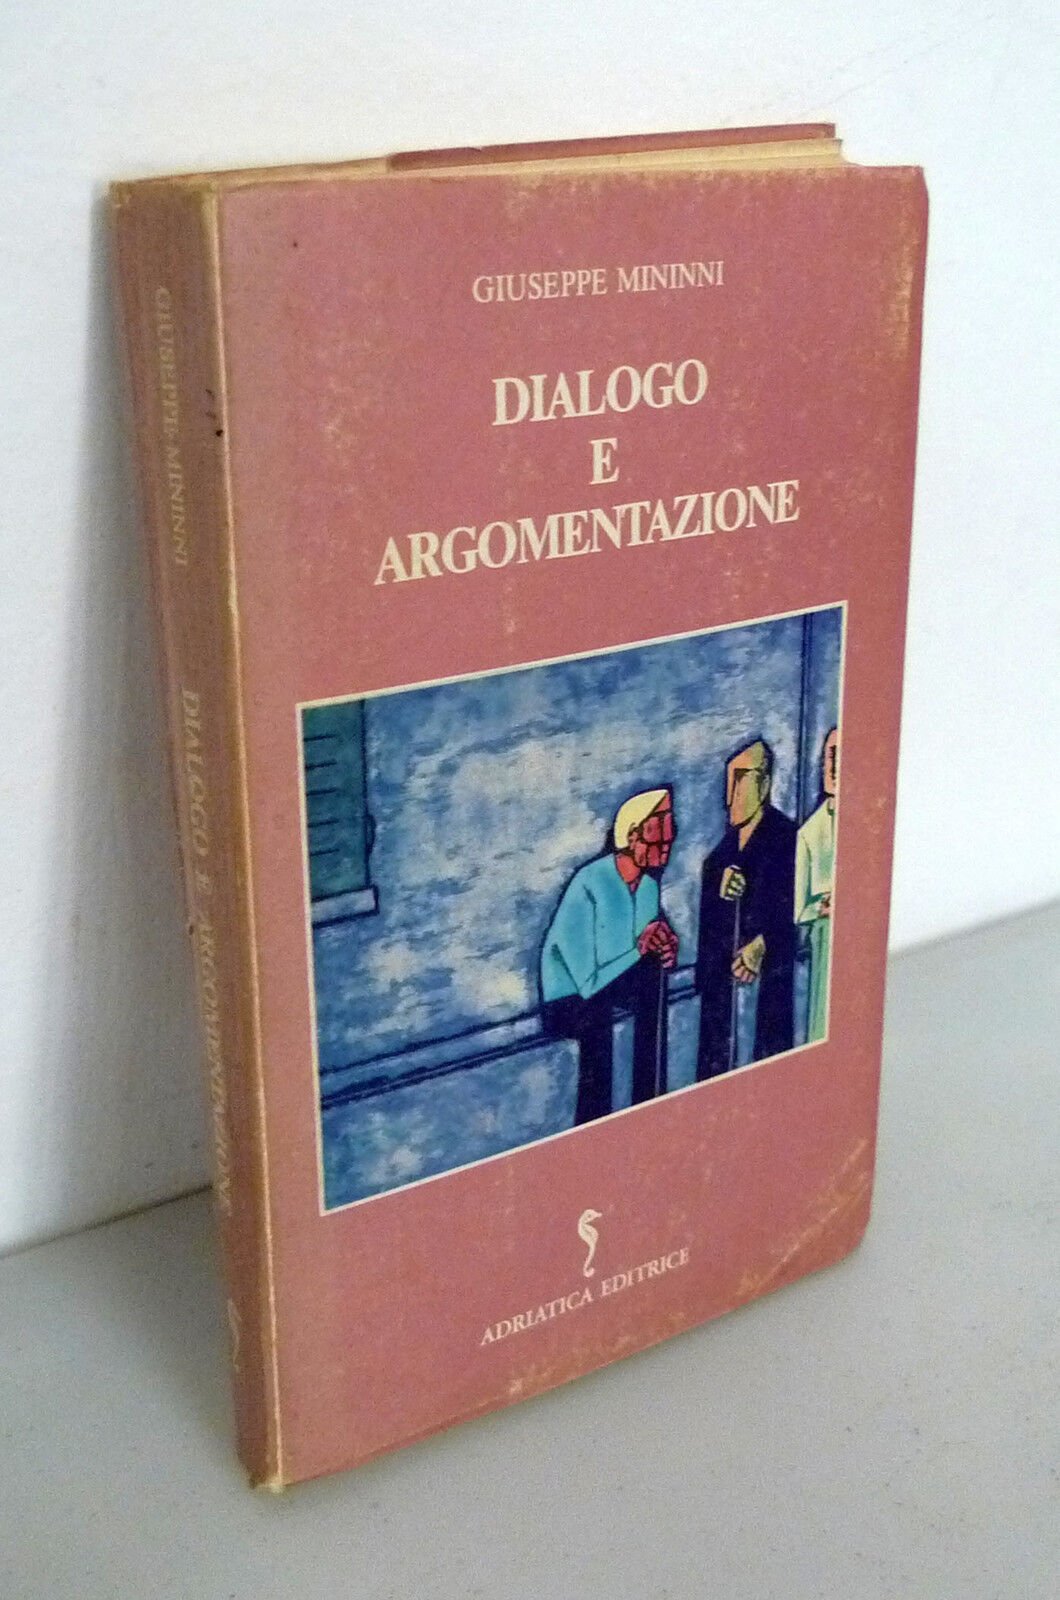 GIUSEPPE MININNI
DIALOGO
E
ARGOMENTAZIONE
ADRIATICA EDITRICE
GIUSEPPE MININNI
DIALOGO E ARGOMENTAZIONE